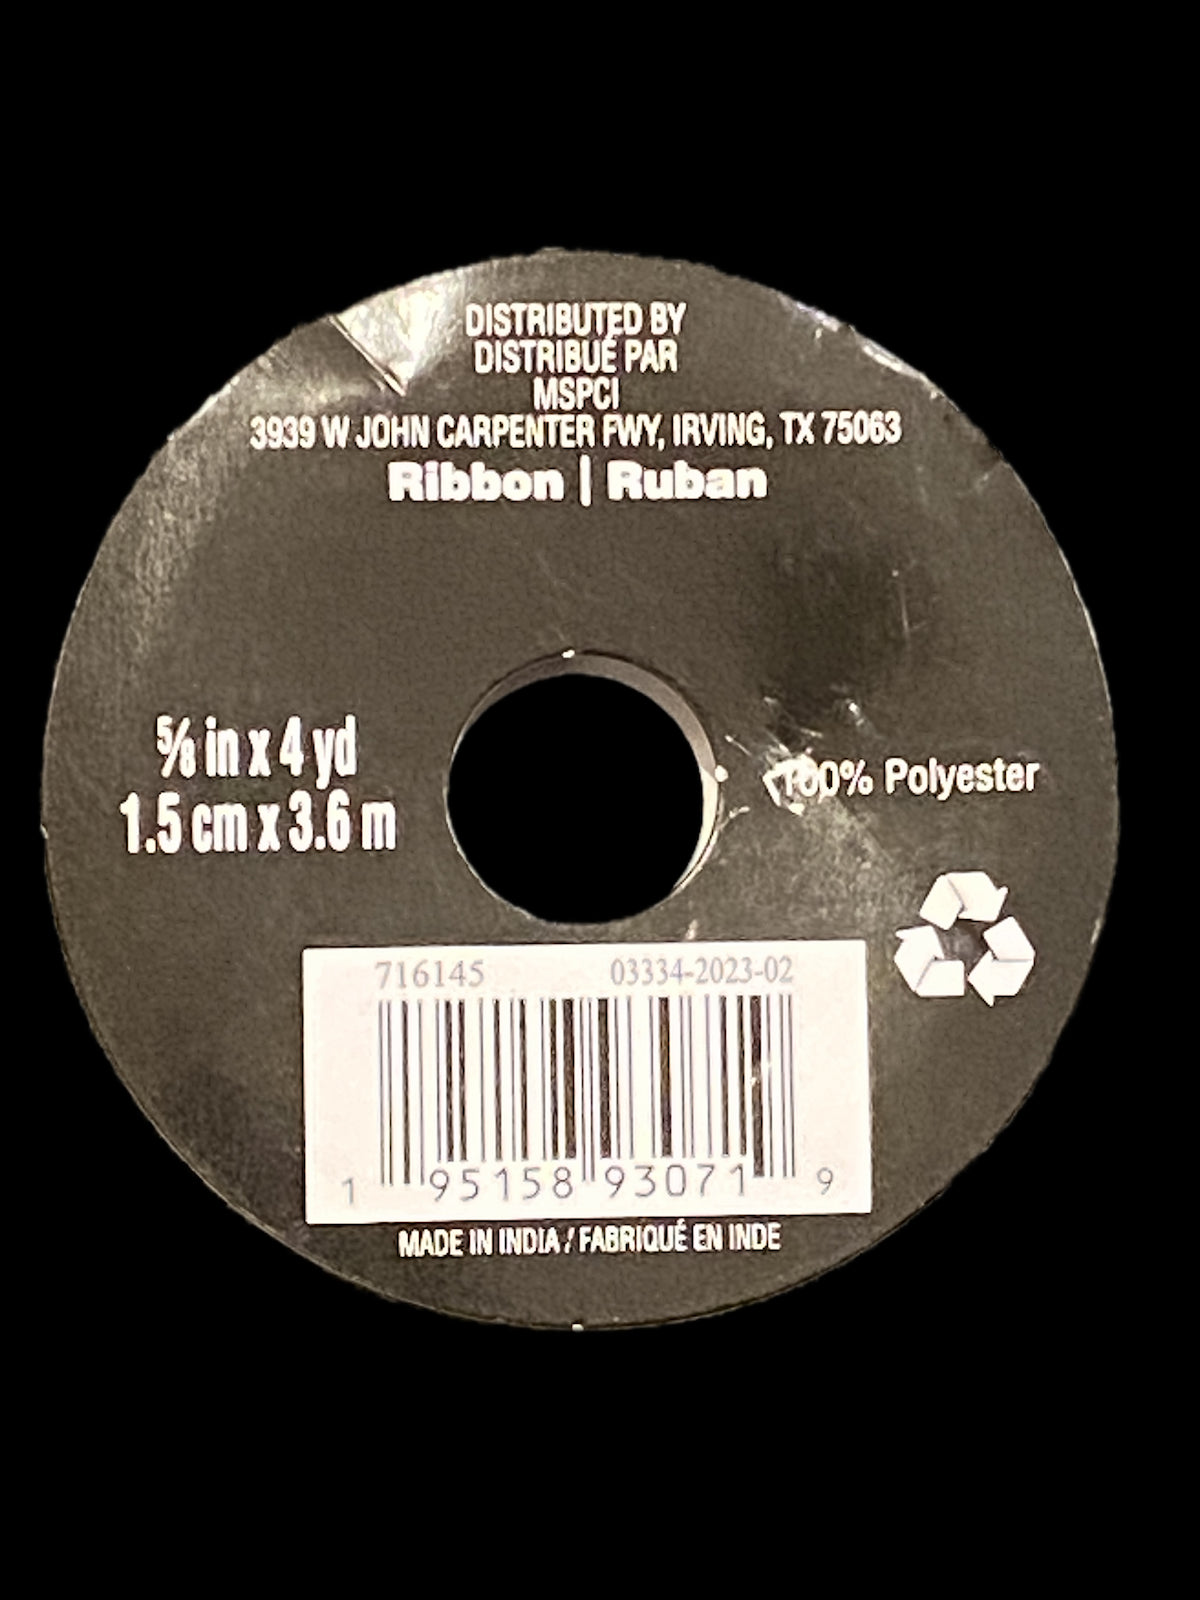 DISTRIBUTED BY
DISTRIBUÉ PAR
MSPCI
3939 W JOHN CARPENTER FWY, IRVING, TX 75063
Ribbon | Ruban
⅝ in x 4 yd
1.5 cm x 3.6 m
100% Polyester
716145 03334-2023-02
1 95158 93071 9
MADE IN INDIA / FABRIQUÉ EN INDE